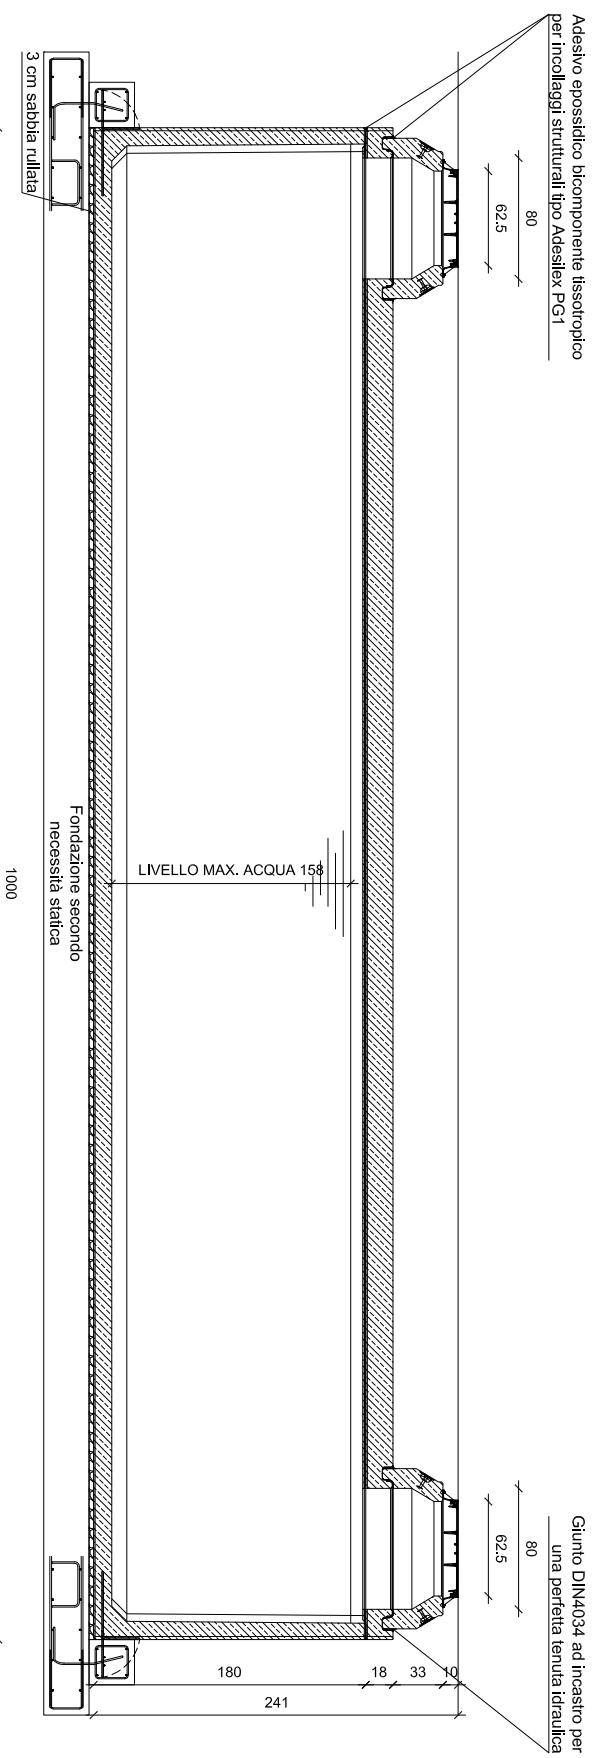 Adesivo epossidico bicomponente tissotropico
per incollaggi strutturali tipo Adesilex PG1
Giunto DIN4034 ad incastro per
una perfetta tenuta idraulica
80
62.5
80
62.5
LIVELLO MAX. ACQUA 158
180
18
33
10
241
3 cm sabbia rullata
Fondazione secondo
necessità statica
1000